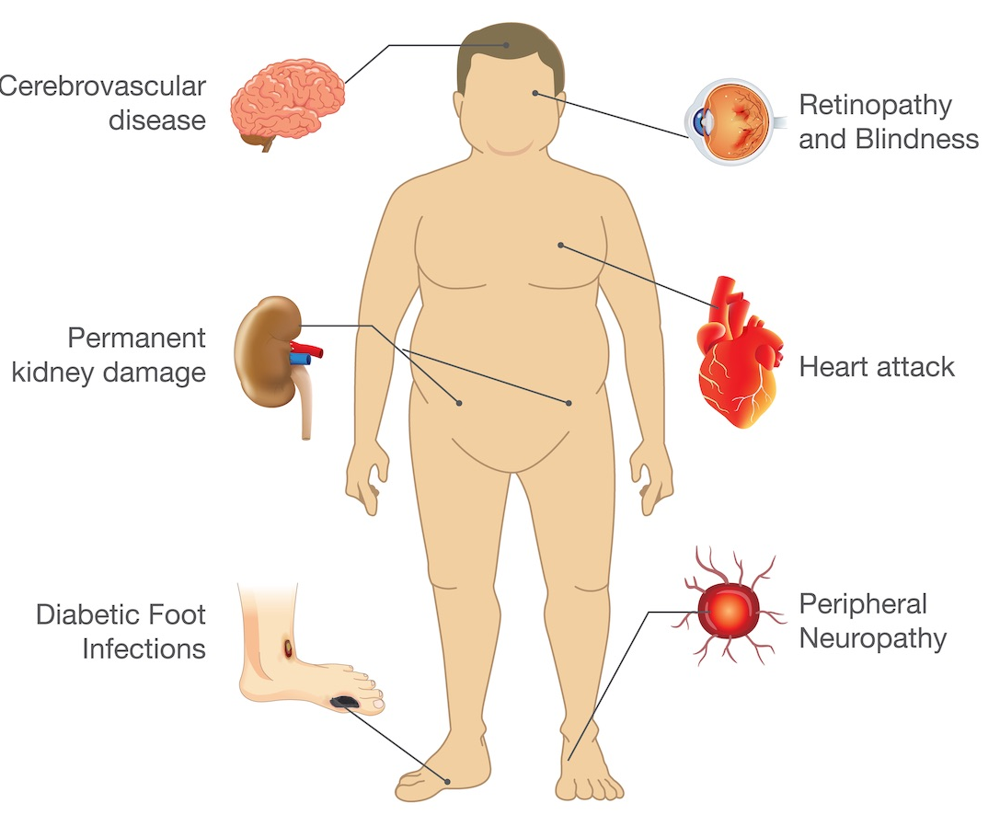 Cerebrovascular
disease
Retinopathy
and Blindness
Permanent
kidney damage
Heart attack
Diabetic Foot
Infections
Peripheral
Neuropathy